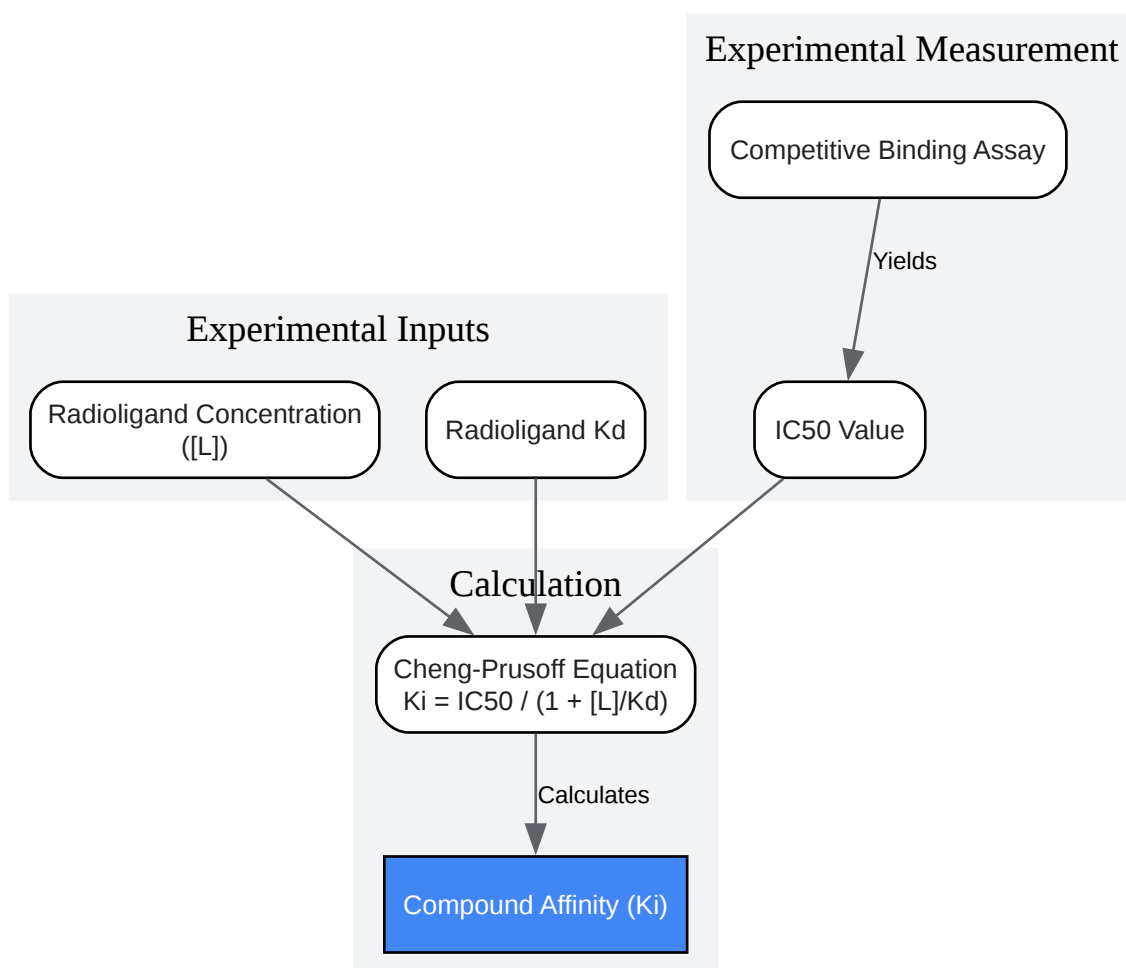 Experimental Measurement
Competitive Binding Assay
Yields
Experimental Inputs
Radioligand Concentration
([L])
Radioligand Kd
IC50 Value
Calculation
Cheng-Prusoff Equation
Ki = IC50 / (1 + [L]/Kd)
Calculates
Compound Affinity (Ki)